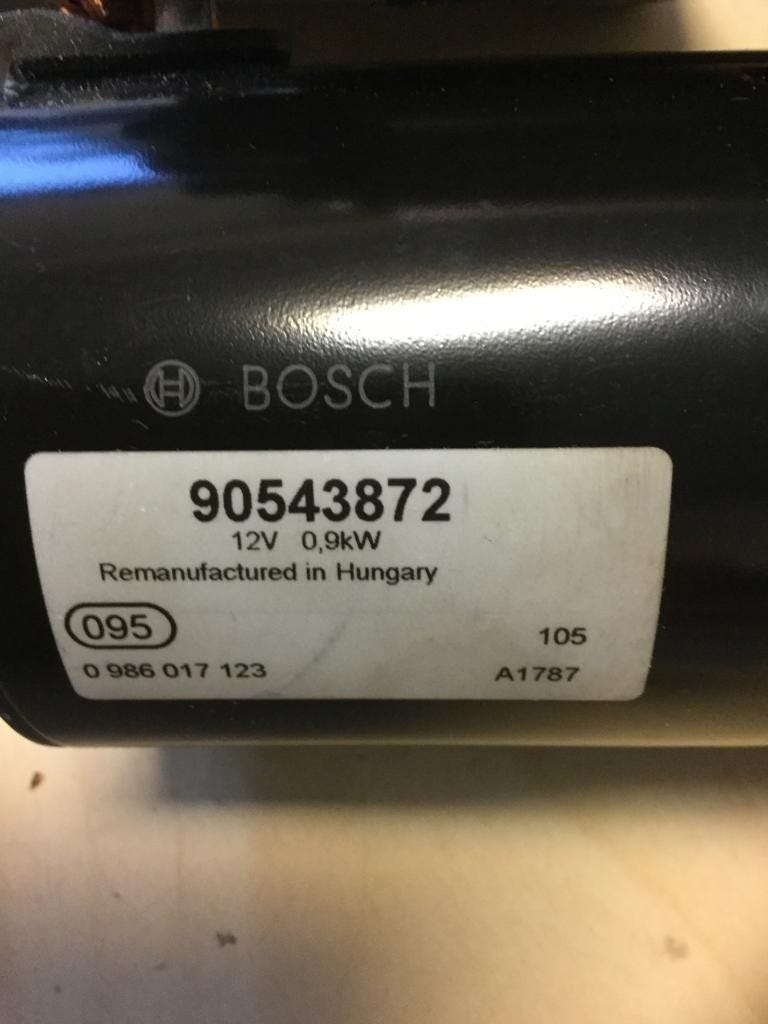 BOSCH
90543872
12V 0,9kW
Remanufactured in Hungary
095
105
0 986 017 123
A1787